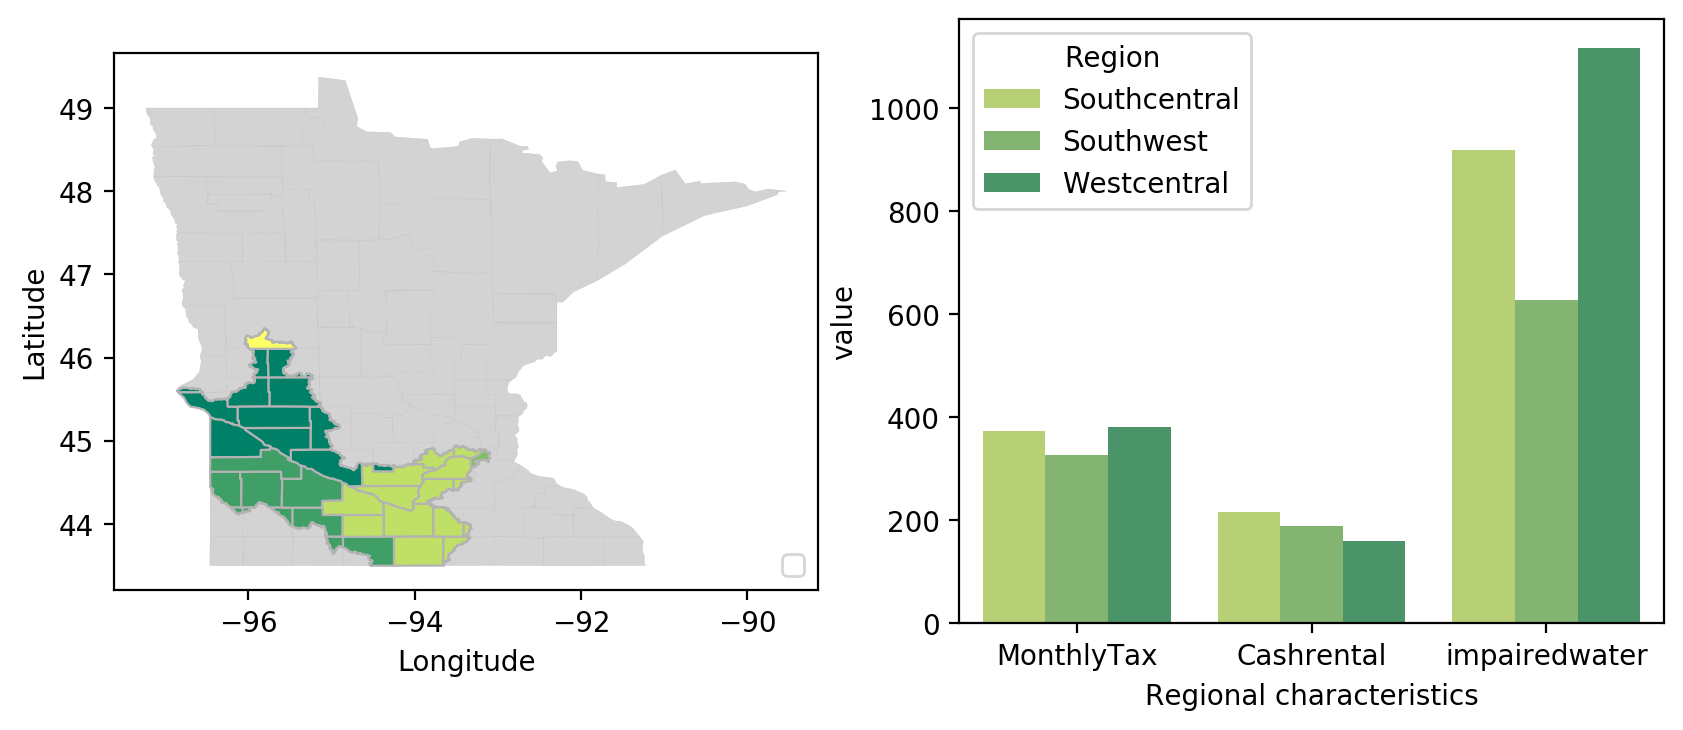 49
48
47
46
45
44
Latitude
−96 −94 −92 −90
Longitude
Region
Southcentral
Southwest
Westcentral
1000
800
600
400
200
0
value
MonthlyTax Cashrental impairedwater
Regional characteristics